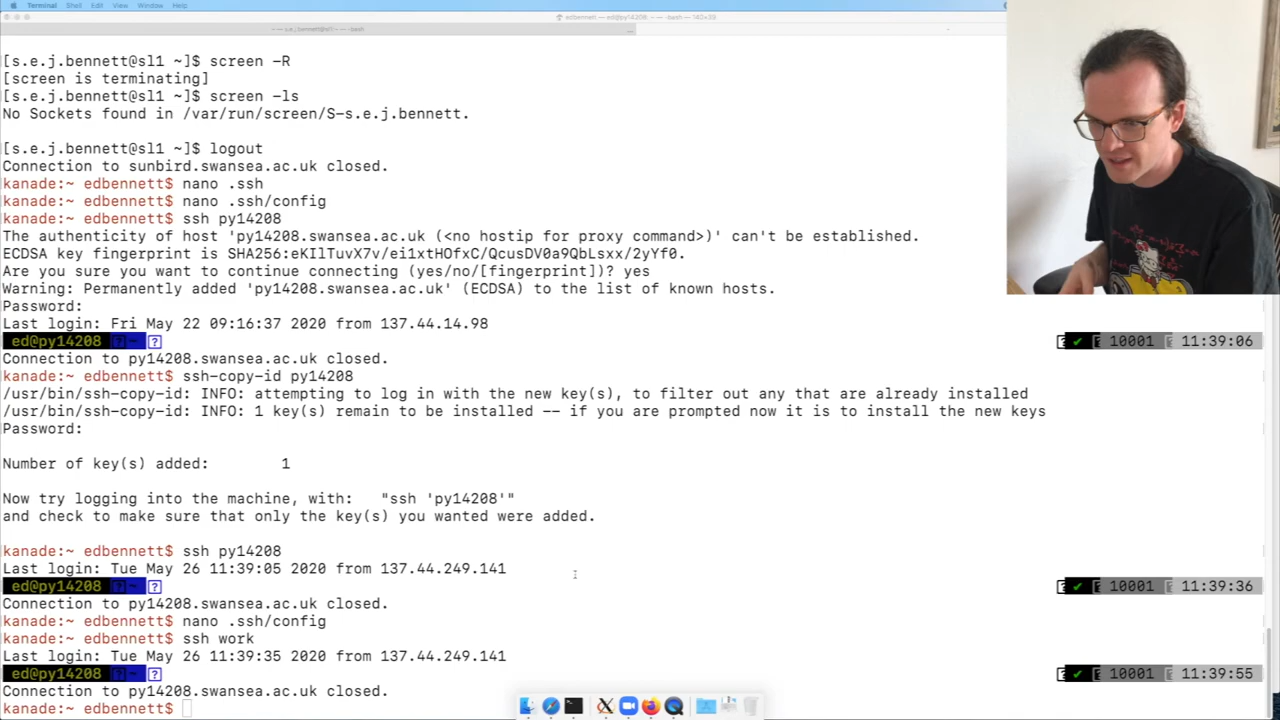 Terminal Shell Edit View Window Help
edbennett — ed@py14208: ~ — -bash — 142×39
[s.e.j.bennett@sl1 ~]$ screen -R
[screen is terminating]
[s.e.j.bennett@sl1 ~]$ screen -ls
No Sockets found in /var/run/screen/S-s.e.j.bennett.
[s.e.j.bennett@sl1 ~]$ logout
Connection to sunbird.swansea.ac.uk closed.
kanade:~ edbennett$ nano .ssh
kanade:~ edbennett$ nano .ssh/config
kanade:~ edbennett$ ssh py14208
The authenticity of host 'py14208.swansea.ac.uk (<no hostip for proxy command>)' can't be established.
ECDSA key fingerprint is SHA256:eKIlTuvX7v/ei1xtHOfxC/QcusDV0a9QbLsxx/2yYf0.
Are you sure you want to continue connecting (yes/no/[fingerprint])? yes
Warning: Permanently added 'py14208.swansea.ac.uk' (ECDSA) to the list of known hosts.
Password:
Last login: Fri May 22 09:16:37 2020 from 137.44.14.98
ed@py14208 ? ? ? ✔ ? 10001 ? 11:39:06
Connection to py14208.swansea.ac.uk closed.
kanade:~ edbennett$ ssh-copy-id py14208
/usr/bin/ssh-copy-id: INFO: attempting to log in with the new key(s), to filter out any that are already installed
/usr/bin/ssh-copy-id: INFO: 1 key(s) remain to be installed -- if you are prompted now it is to install the new keys
Password:
Number of key(s) added: 1
Now try logging into the machine, with: "ssh 'py14208'"
and check to make sure that only the key(s) you wanted were added.
kanade:~ edbennett$ ssh py14208
Last login: Tue May 26 11:39:05 2020 from 137.44.249.141
ed@py14208 ? ? ? ✔ ? 10001 ? 11:39:36
Connection to py14208.swansea.ac.uk closed.
kanade:~ edbennett$ nano .ssh/config
kanade:~ edbennett$ ssh work
Last login: Tue May 26 11:39:35 2020 from 137.44.249.141
ed@py14208 ? ? ? ✔ ? 10001 ? 11:39:55
Connection to py14208.swansea.ac.uk closed.
kanade:~ edbennett$